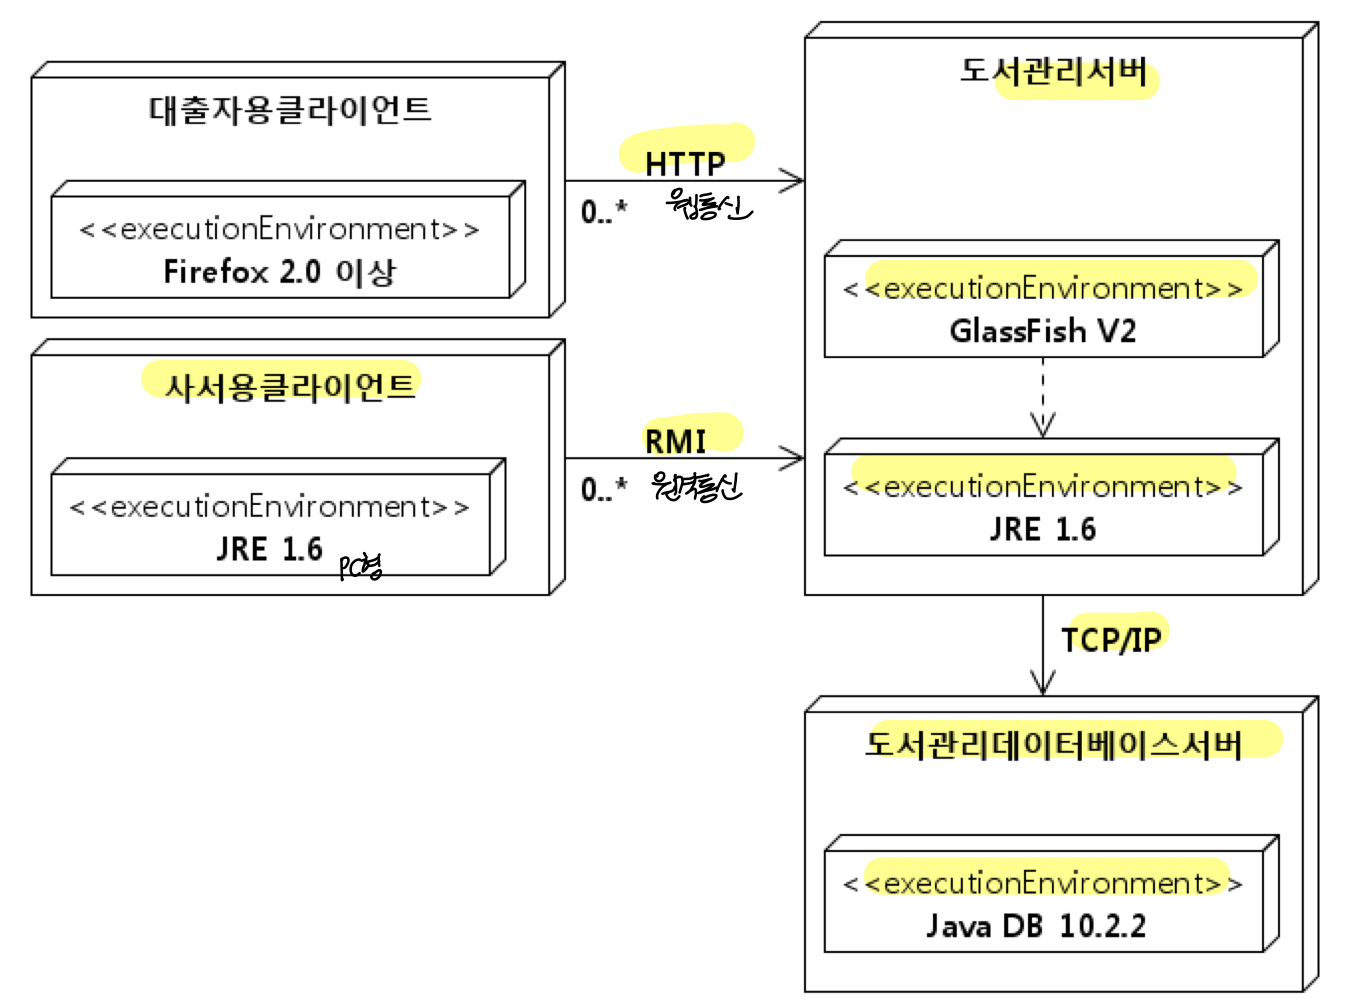 대출자용클라이언트
<<executionEnvironment>>
Firefox 2.0 이상
HTTP
0..* 웹통신
사서용클라이언트
<<executionEnvironment>>
JRE 1.6
PC형
RMI
0..* 원격통신
도서관리서버
<<executionEnvironment>>
GlassFish V2
<<executionEnvironment>>
JRE 1.6
TCP/IP
도서관리데이터베이스서버
<<executionEnvironment>>
Java DB 10.2.2